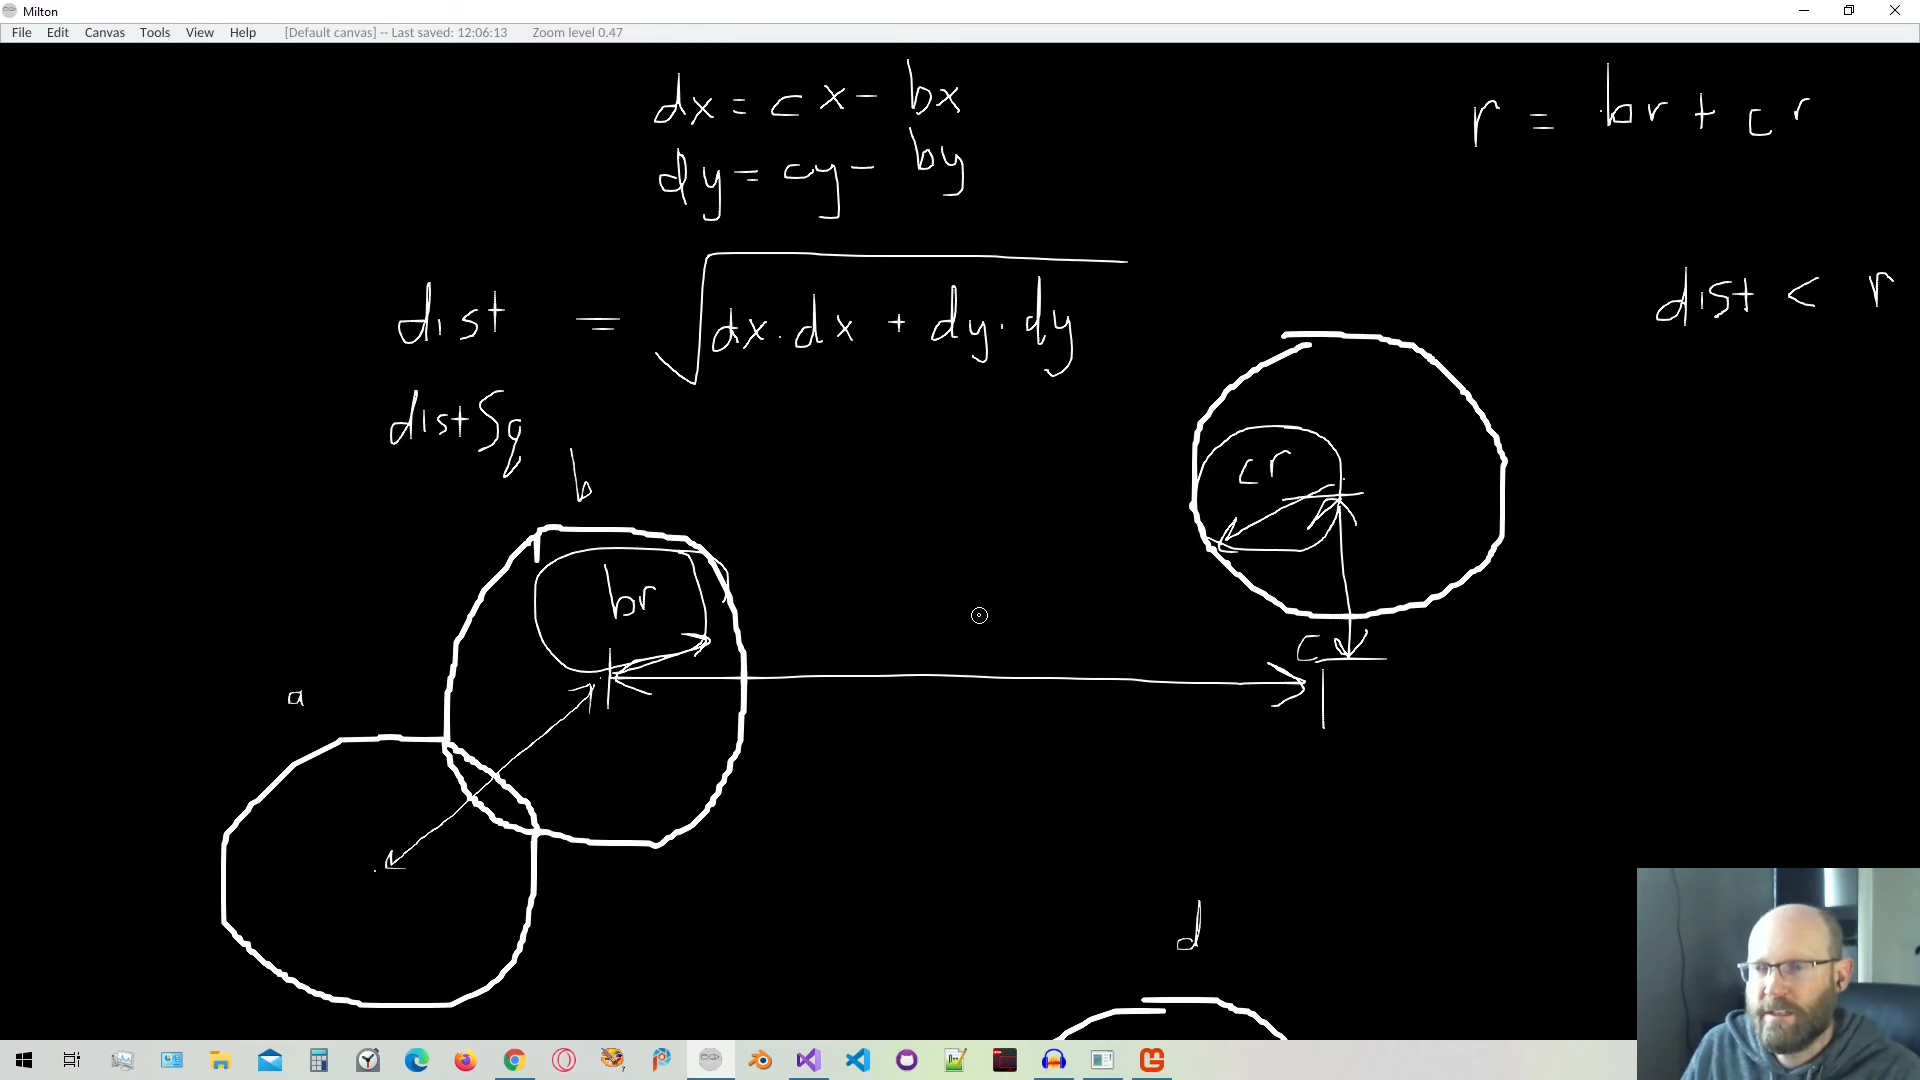 Milton
File Edit Canvas Tools View Help [Default canvas] -- Last saved: 12:06:13 Zoom level 0.47
dx = cx - bx
dy = cy - by
r = br + cr
dist < r
dist = √dx·dx + dy·dy
distSq
b
cr
br
c
a
d